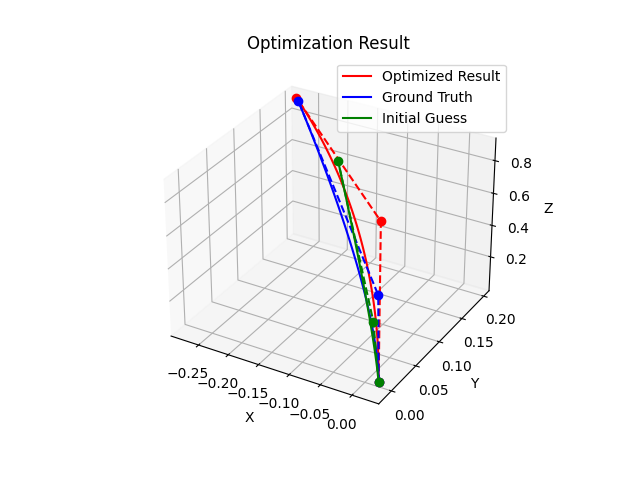 Optimization Result
Optimized Result
Ground Truth
Initial Guess
0.8
0.6
0.4
0.2
Z
0.20
0.15
0.10
0.05
0.00
Y
−0.25
−0.20
−0.15
−0.10
−0.05
0.00
X